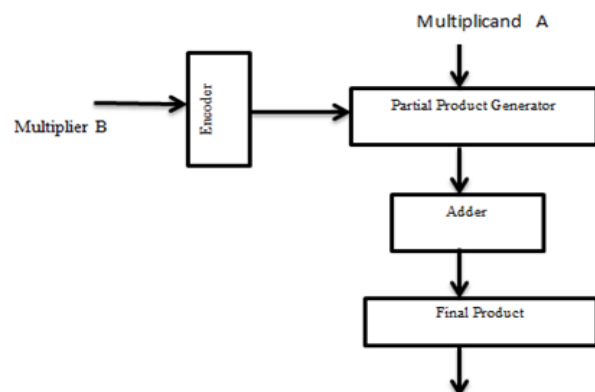 Multiplicand A
Encoder
Partial Product Generator
Multiplier B
Adder
Final Product